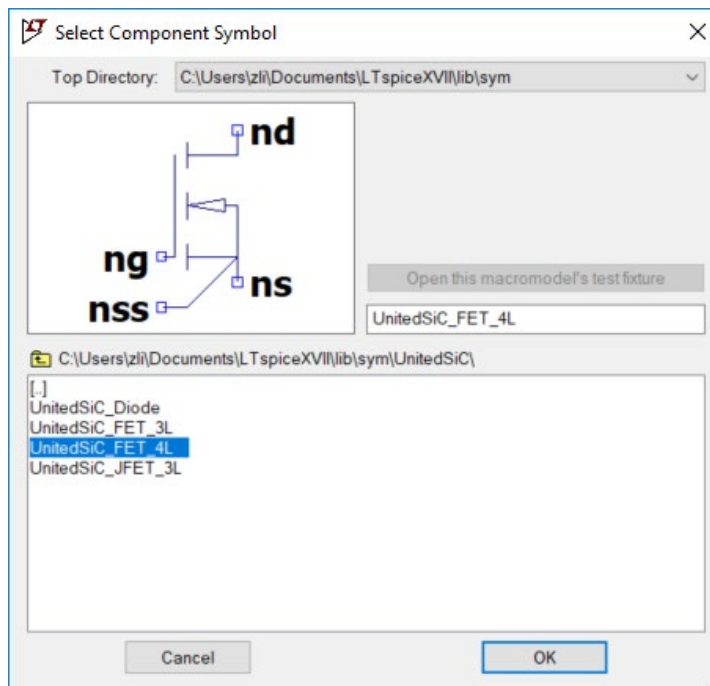 Select Component Symbol
Top Directory: C:\Users\zli\Documents\LTspiceXVII\lib\sym
nd
ng
ns
nss
Open this macromodel's test fixture
UnitedSiC_FET_4L
C:\Users\zli\Documents\LTspiceXVII\lib\sym\UnitedSiC\
[..]
UnitedSiC_Diode
UnitedSiC_FET_3L
UnitedSiC_FET_4L
UnitedSiC_JFET_3L
Cancel OK